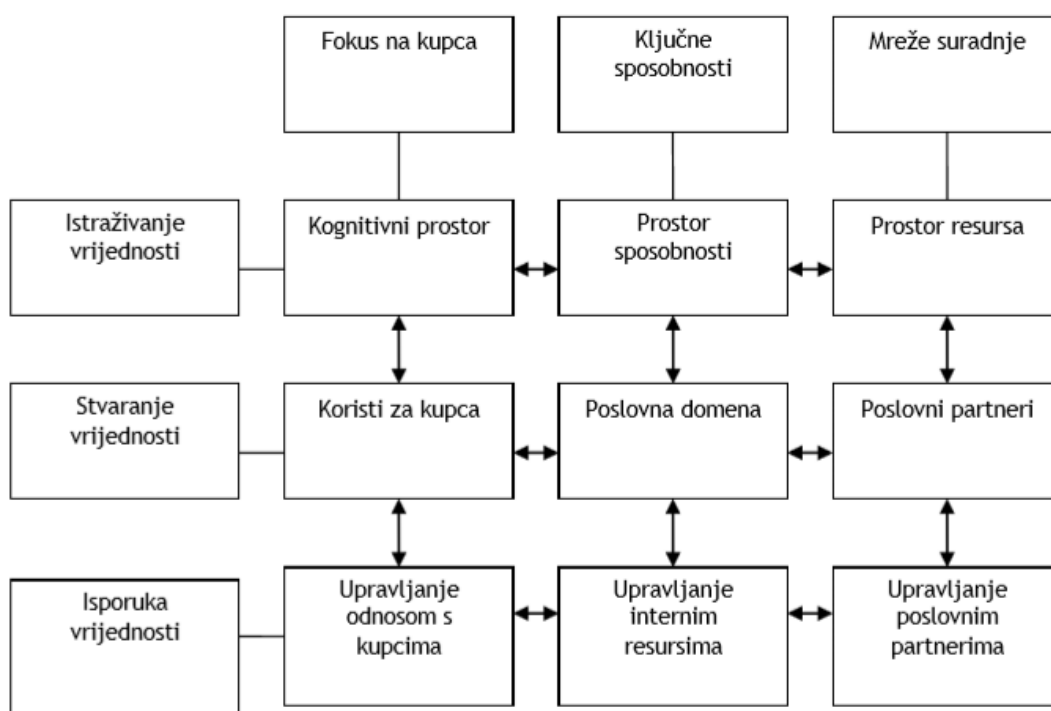 Fokus na kupca
Ključne
sposobnosti
Mreže suradnje
Istraživanje
vrijednosti
Kognitivni prostor
Prostor
sposobnosti
Prostor resursa
Stvaranje
vrijednosti
Koristi za kupca
Poslovna domena
Poslovni partneri
Isporuka
vrijednosti
Upravljanje
odnosom s
kupcima
Upravljanje
internim
resursima
Upravljanje
poslovnim
partnerima